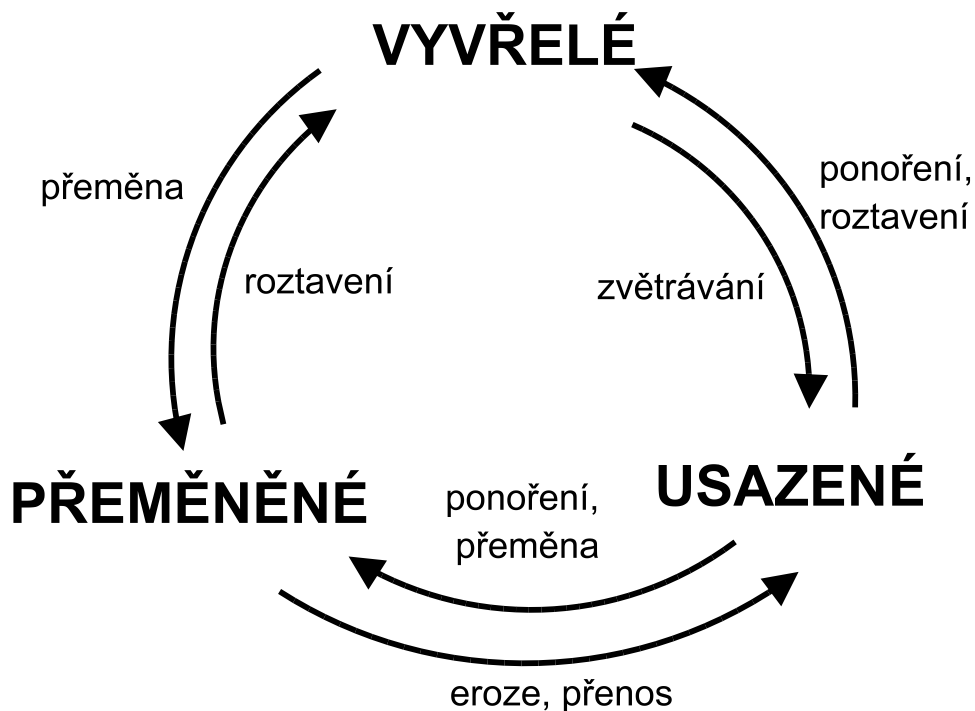 VYVŘELÉ
přeměna
roztavení
ponoření,
roztavení
zvětrávání
PŘEMĚNĚNÉ
USAZENÉ
ponoření,
přeměna
eroze, přenos